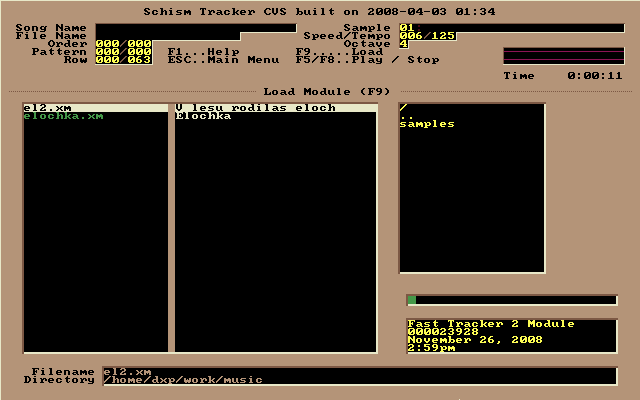 Schism Tracker CVS built on 2008-04-03 01:34
Song Name Sample 01
File Name Speed/Tempo 006/125
Order 000/000 Octave 4
Pattern 000/000 F1...Help F9.....Load
Row 000/063 ESC..Main Menu F5/F8..Play / Stop
Time 0:00:11
Load Module (F9)
el2.xm V lesu rodilas eloch /
elochka.xm Elochka ..
samples
Fast Tracker 2 Module
000023928
November 26, 2008
2:59pm
Filename el2.xm
Directory /home/dxp/work/music